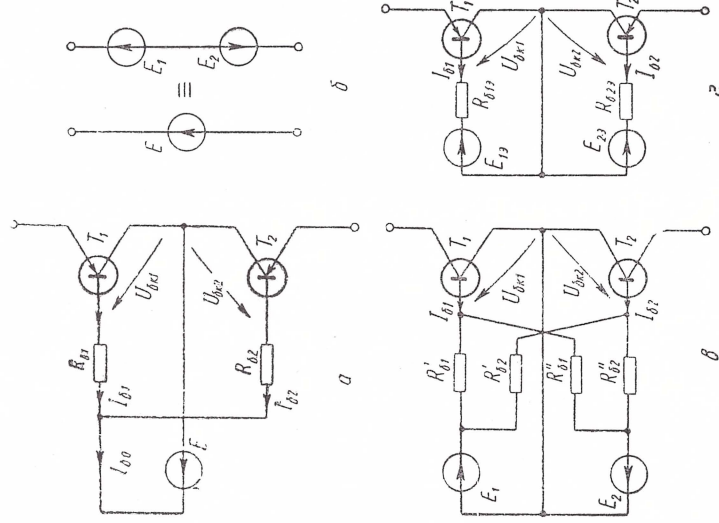 T₁
T₂
U_бк1
U_бк2
R_б1
R_б2
I_б1
I_б2
I_б0
E
а
E
E₁
E₂
≡
б
T₁
T₂
U_бк1
U_бк2
I_б1
I_б2
R'_б1
R'_б2
R''_б1
R''_б2
E₁
E₂
в
T₁
T₂
I_б1
U_бк1
U_бк2
I_б2
R_б1э
R_б2э
E_1э
E_2э
г